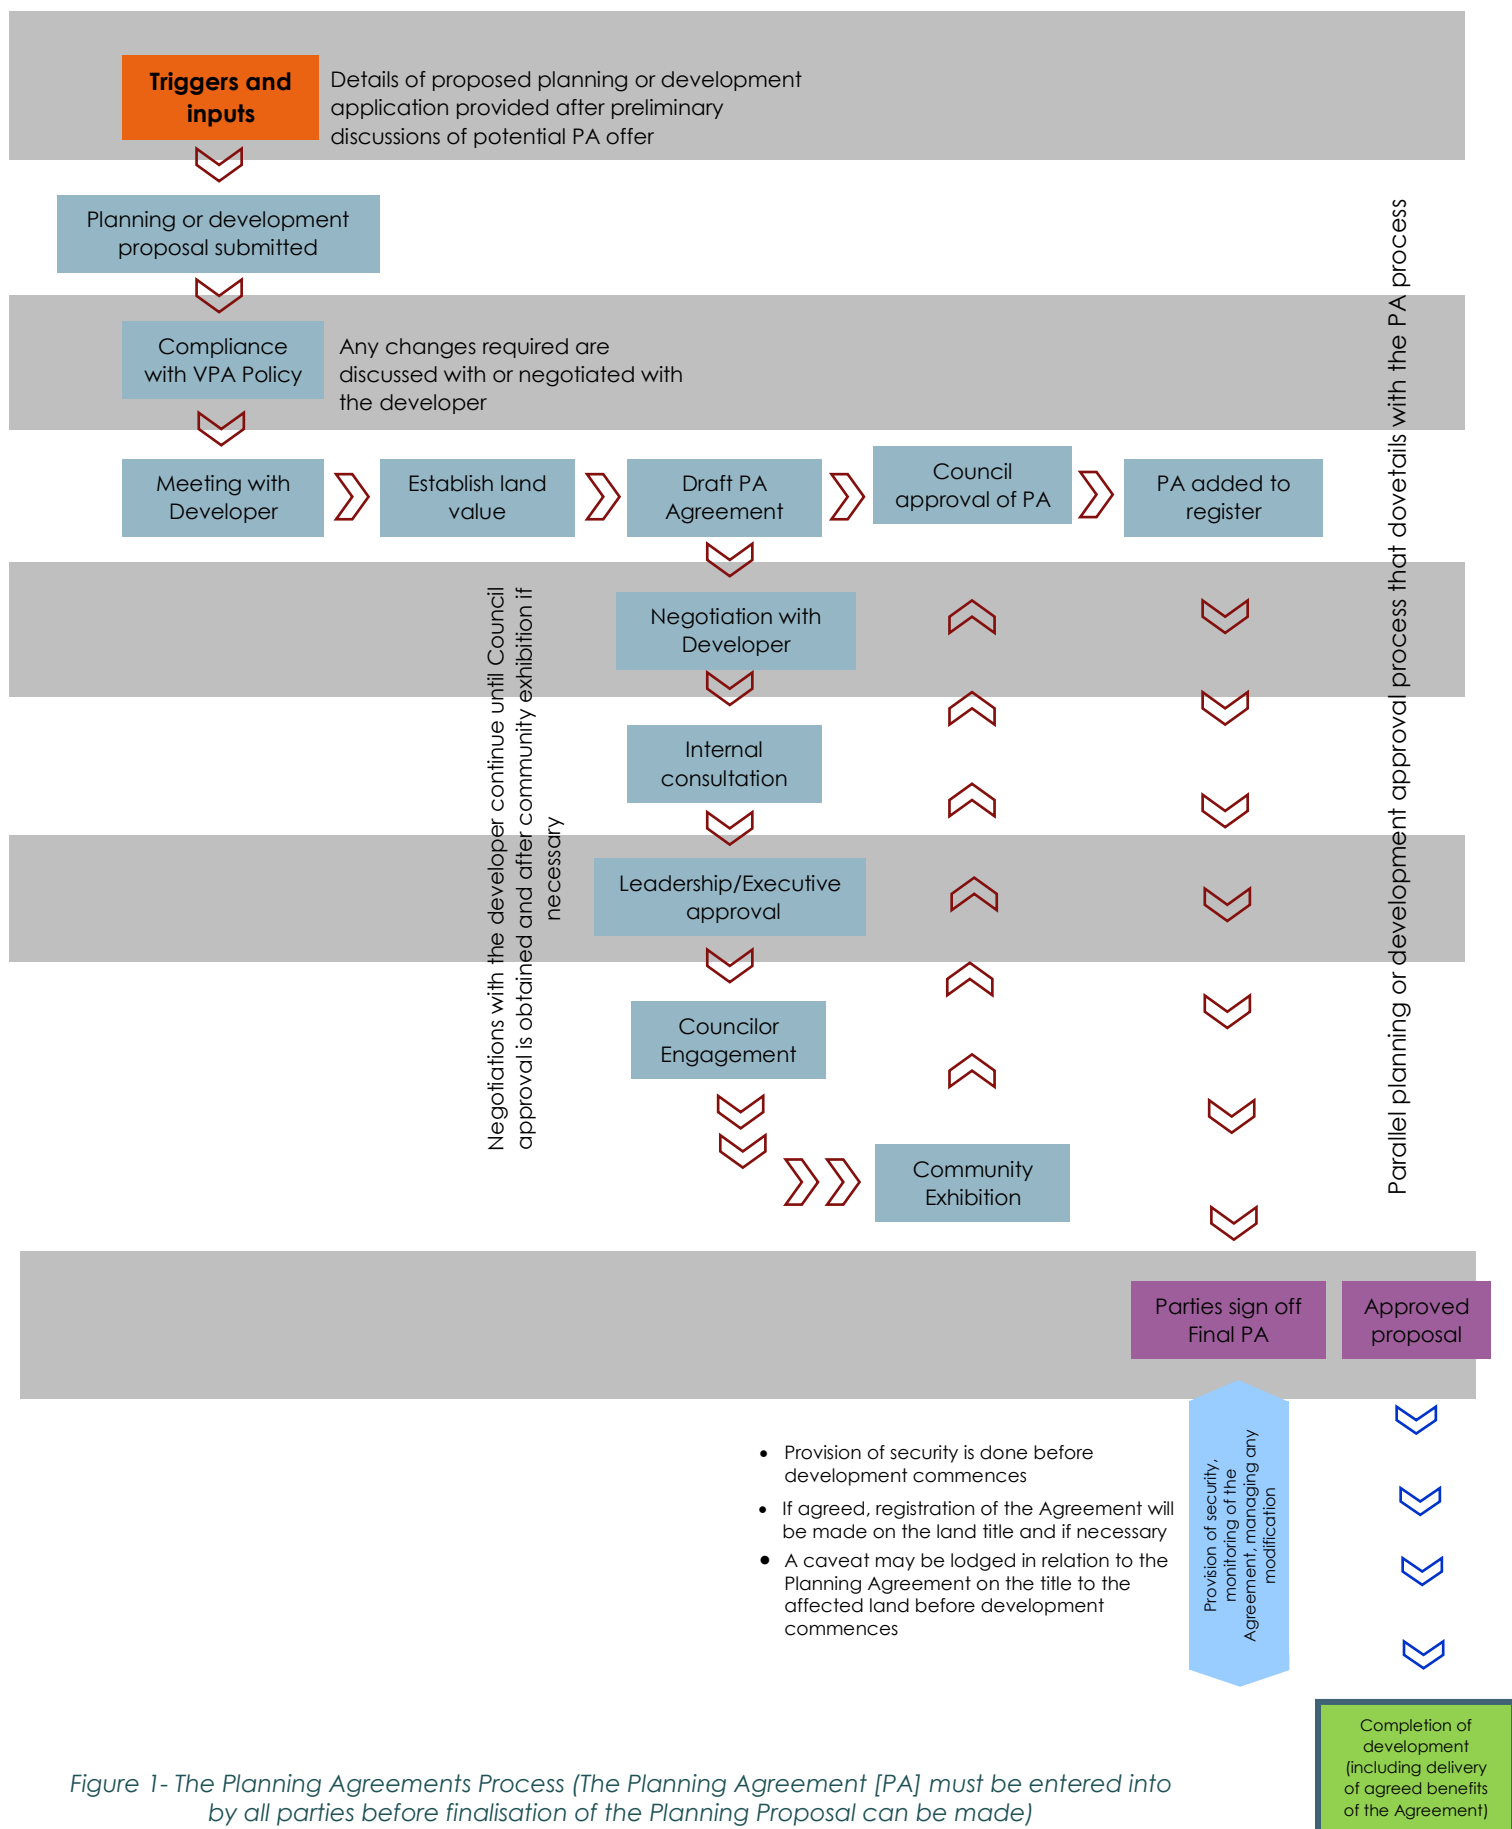 Triggers and
inputs
Details of proposed planning or development
application provided after preliminary
discussions of potential PA offer
Planning or development
proposal submitted
Compliance
with VPA Policy
Any changes required are
discussed with or negotiated with
the developer
Meeting with
Developer
Establish land
value
Draft PA
Agreement
Council
approval of PA
PA added to
register
Negotiation with
Developer
Internal
consultation
Leadership/Executive
approval
Councilor
Engagement
Community
Exhibition
Negotiations with the developer continue until Council
approval is obtained and after community exhibition if
necessary
Parallel planning or development approval process that dovetails with the PA process
Parties sign off
Final PA
Approved
proposal
• Provision of security is done before
development commences
• If agreed, registration of the Agreement will
be made on the land title and if necessary
• A caveat may be lodged in relation to the
Planning Agreement on the title to the
affected land before development
commences
Provision of security,
monitoring of the
Agreement, managing any
modification
Completion of
development
(including delivery
of agreed benefits
of the Agreement)
Figure 1- The Planning Agreements Process (The Planning Agreement [PA] must be entered into
by all parties before finalisation of the Planning Proposal can be made)